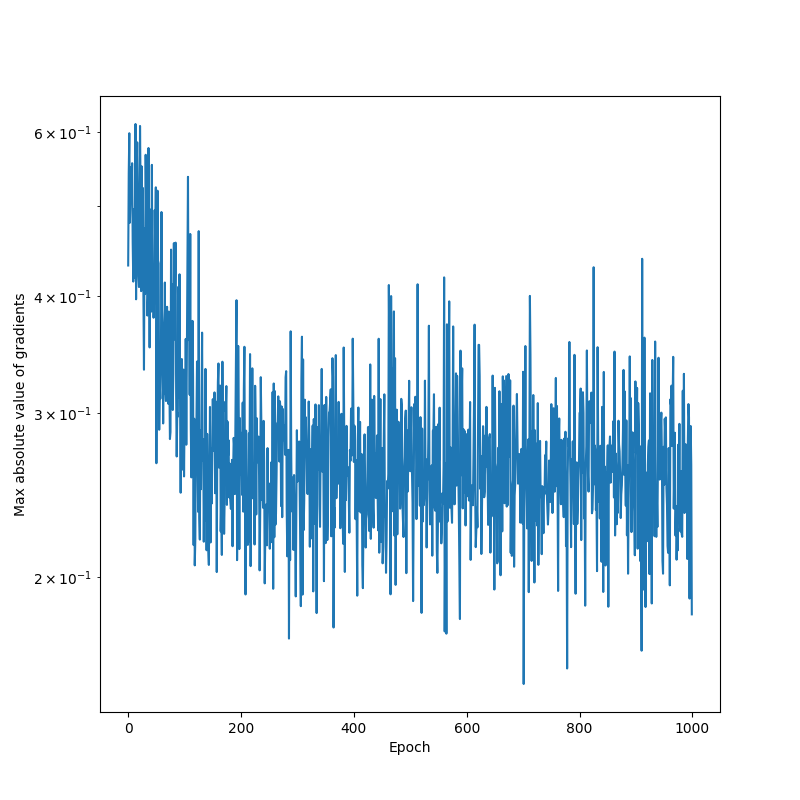 Max absolute value of gradients
6 × 10⁻¹
4 × 10⁻¹
3 × 10⁻¹
2 × 10⁻¹
0 200 400 600 800 1000
Epoch